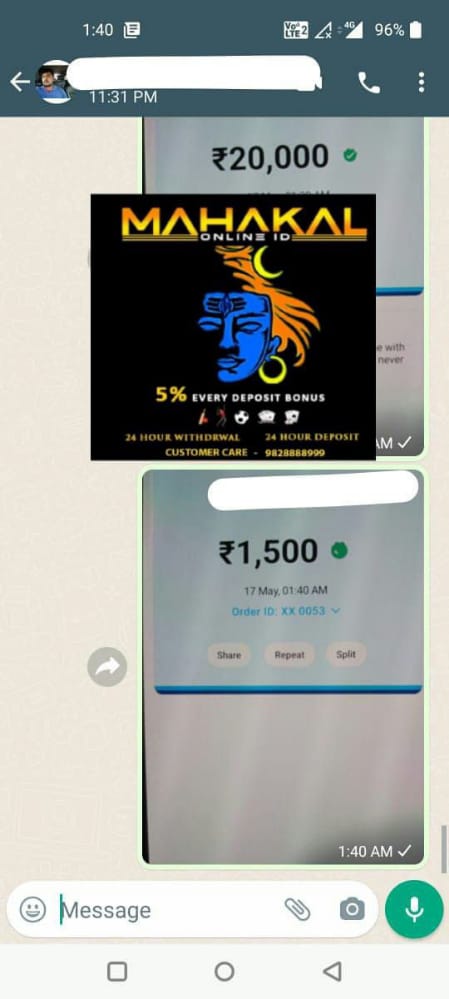 1:40
Vo LTE 2
4G
96%
11:31 PM
₹20,000
MAHAKAL
ONLINE ID
e with
never
5% EVERY DEPOSIT BONUS
24 HOUR WITHDRWAL 24 HOUR DEPOSIT
CUSTOMER CARE - 9828888999
AM
₹1,500
17 May, 01:40 AM
Order ID: XX 0053
Share Repeat Split
1:40 AM
Message